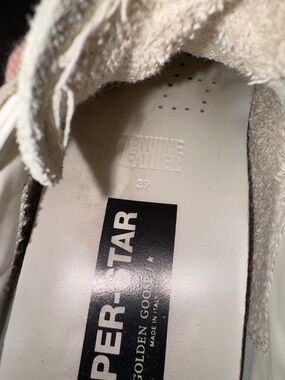 GENUINE
LEATHER
39
PER-STAR
GOLDEN GOOSE
MADE IN ITALY